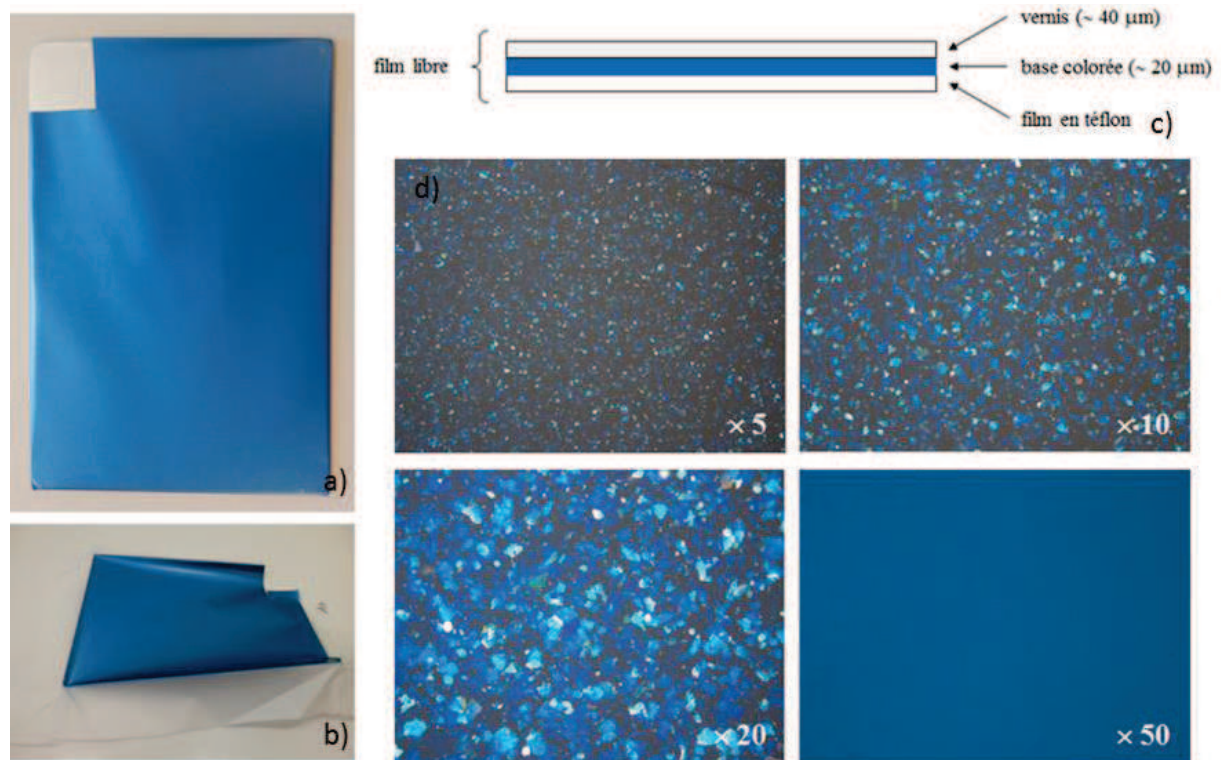 a)
b)
film libre
vernis (~ 40 μm)
base colorée (~ 20 μm)
film en téflon
c)
d)
× 5
× 10
× 20
× 50